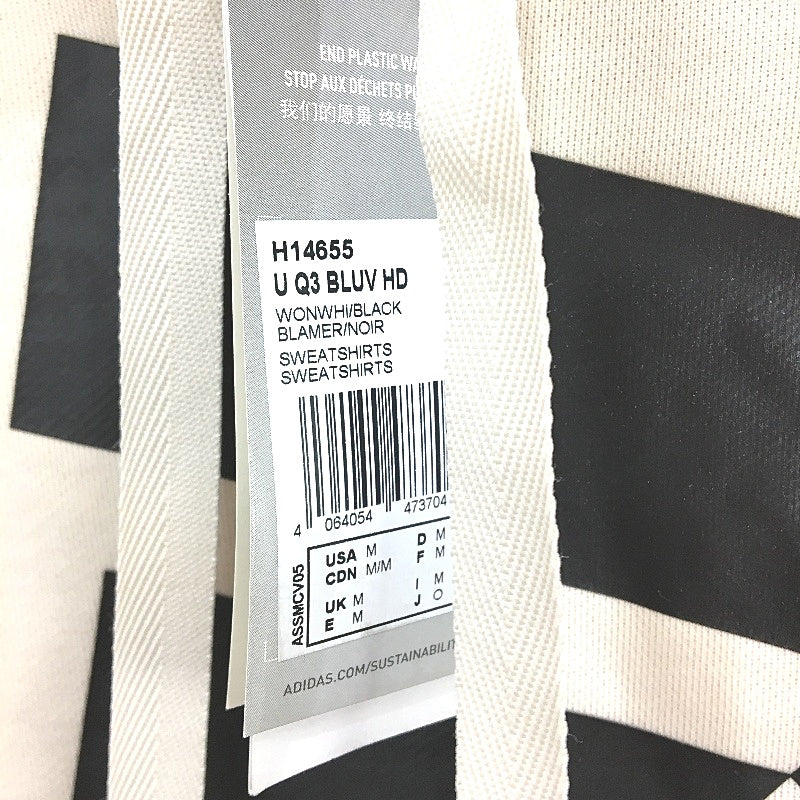 END PLASTIC
STOP AUX DÉCHETS
我们的愿景 终结
H14655
U Q3 BLUV HD
WONWHI/BLACK
BLAMER/NOIR
SWEATSHIRTS
SWEATSHIRTS
4 064054 473704
ASSMCV05
USA M D M
CDN M/M F M
UK M I M
E M J O
ADIDAS.COM/SUSTAINABILIT